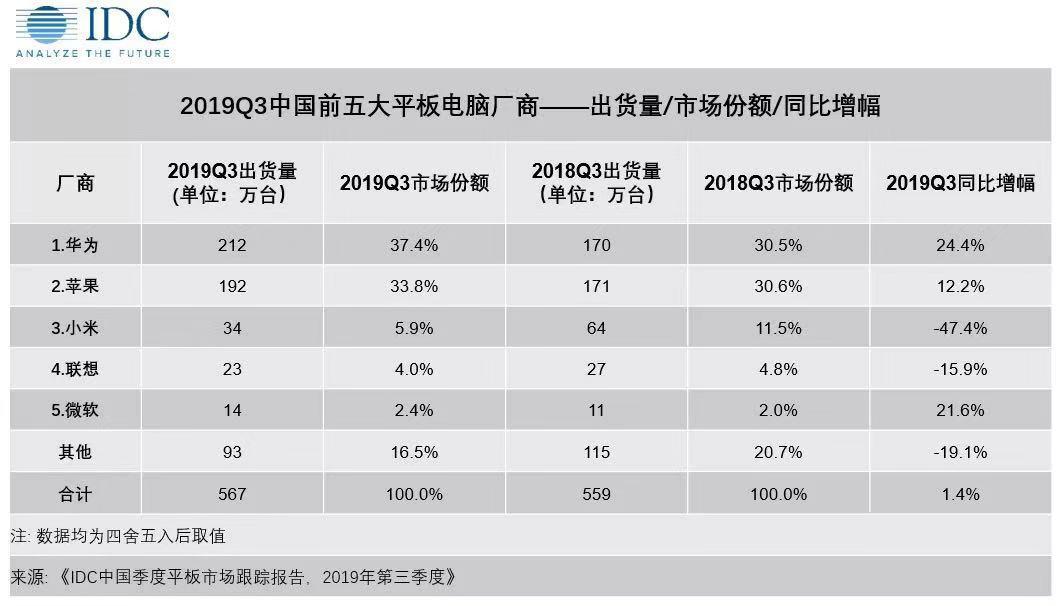 IDC
ANALYZE THE FUTURE
2019Q3中国前五大平板电脑厂商——出货量/市场份额/同比增幅
厂商 2019Q3出货量(单位：万台） 2019Q3市场份额 2018Q3出货量（单位：万台） 2018Q3市场份额 2019Q3同比增幅
1.华为 212 37.4% 170 30.5% 24.4%
2.苹果 192 33.8% 171 30.6% 12.2%
3.小米 34 5.9% 64 11.5% -47.4%
4.联想 23 4.0% 27 4.8% -15.9%
5.微软 14 2.4% 11 2.0% 21.6%
其他 93 16.5% 115 20.7% -19.1%
合计 567 100.0% 559 100.0% 1.4%
注: 数据均为四舍五入后取值
来源: 《IDC中国季度平板市场跟踪报告，2019年第三季度》